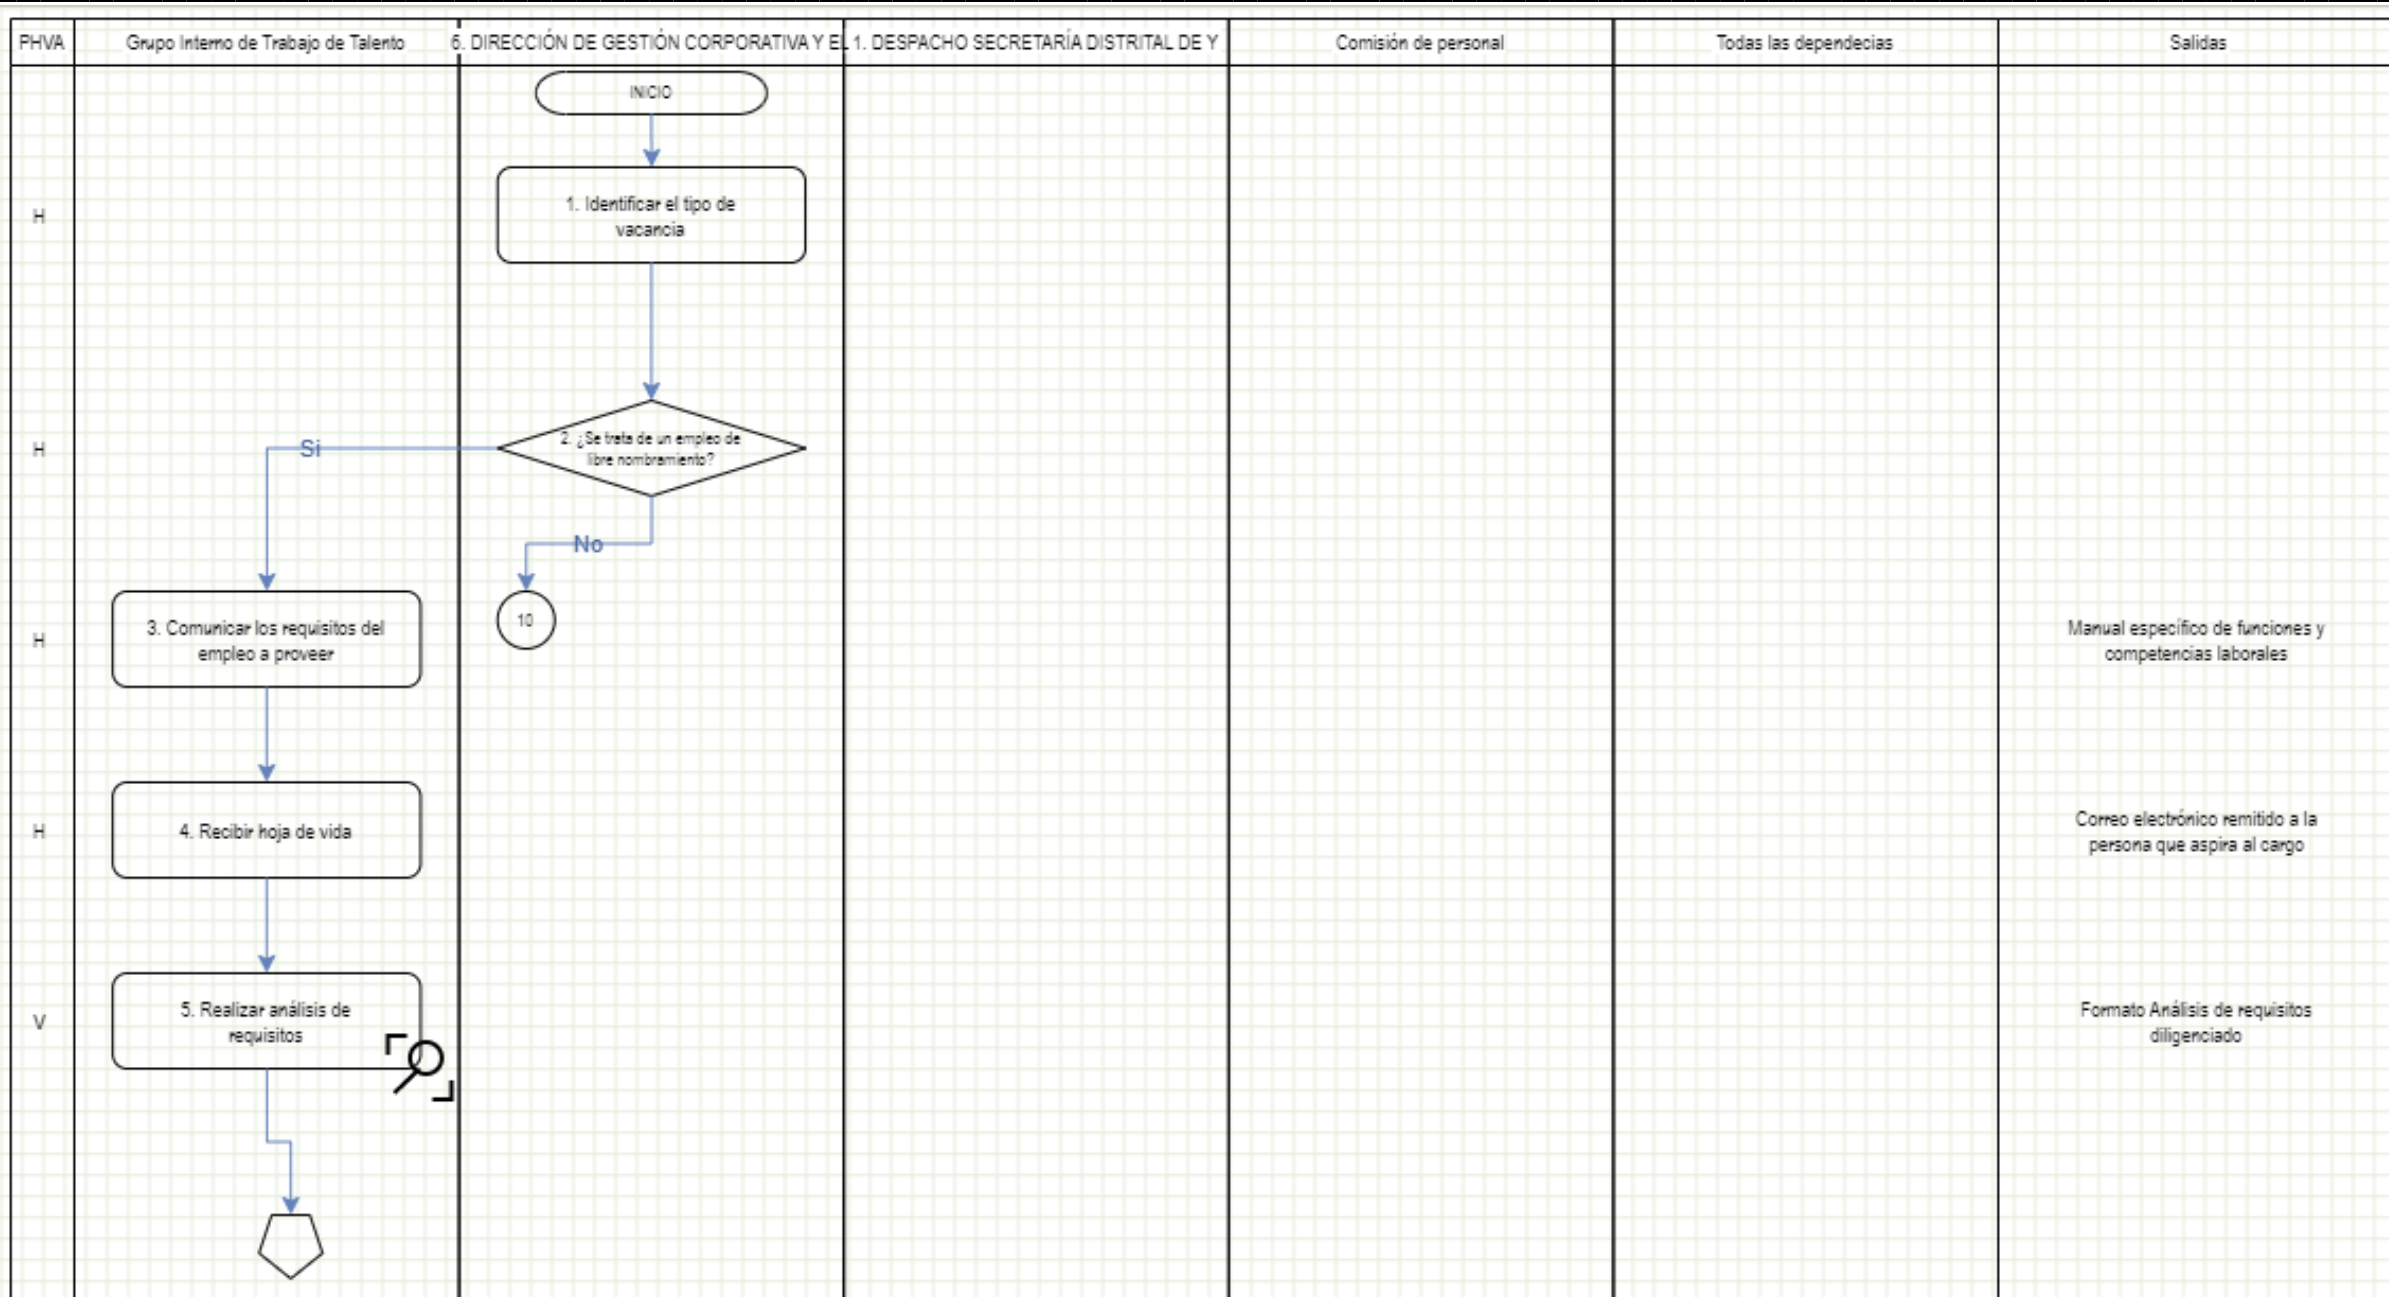 PHVA
Grupo Interno de Trabajo de Talento
6. DIRECCIÓN DE GESTIÓN CORPORATIVA Y EL
1. DESPACHO SECRETARÍA DISTRITAL DE Y
Comisión de personal
Todas las dependecias
Salidas
INICIO
H
1. Identificar el tipo de
vacancia
H
Si
2. ¿Se trata de un empleo de
libre nombramiento?
No
10
H
3. Comunicar los requisitos del
empleo a proveer
Manual específico de funciones y
competencias laborales
H
4. Recibir hoja de vida
Correo electrónico remitido a la
persona que aspira al cargo
V
5. Realizar análisis de
requisitos
Formato Análisis de requisitos
diligenciado